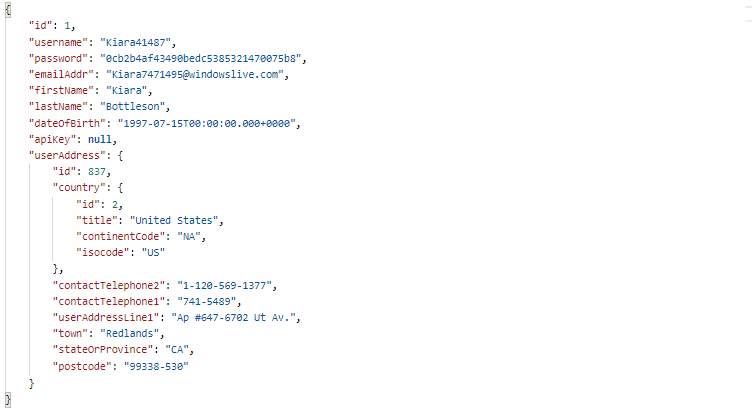 {
    "id": 1,
    "username": "Kiara41487",
    "password": "0cb2b4af43490bedc5385321470075b8",
    "emailAddr": "Kiara7471495@windowslive.com",
    "firstName": "Kiara",
    "lastName": "Bottleson",
    "dateOfBirth": "1997-07-15T00:00:00.000+0000",
    "apiKey": null,
    "userAddress": {
        "id": 837,
        "country": {
            "id": 2,
            "title": "United States",
            "continentCode": "NA",
            "isocode": "US"
        },
        "contactTelephone2": "1-120-569-1377",
        "contactTelephone1": "741-5489",
        "userAddressLine1": "Ap #647-6702 Ut Av.",
        "town": "Redlands",
        "stateOrProvince": "CA",
        "postcode": "99338-530"
    }
}